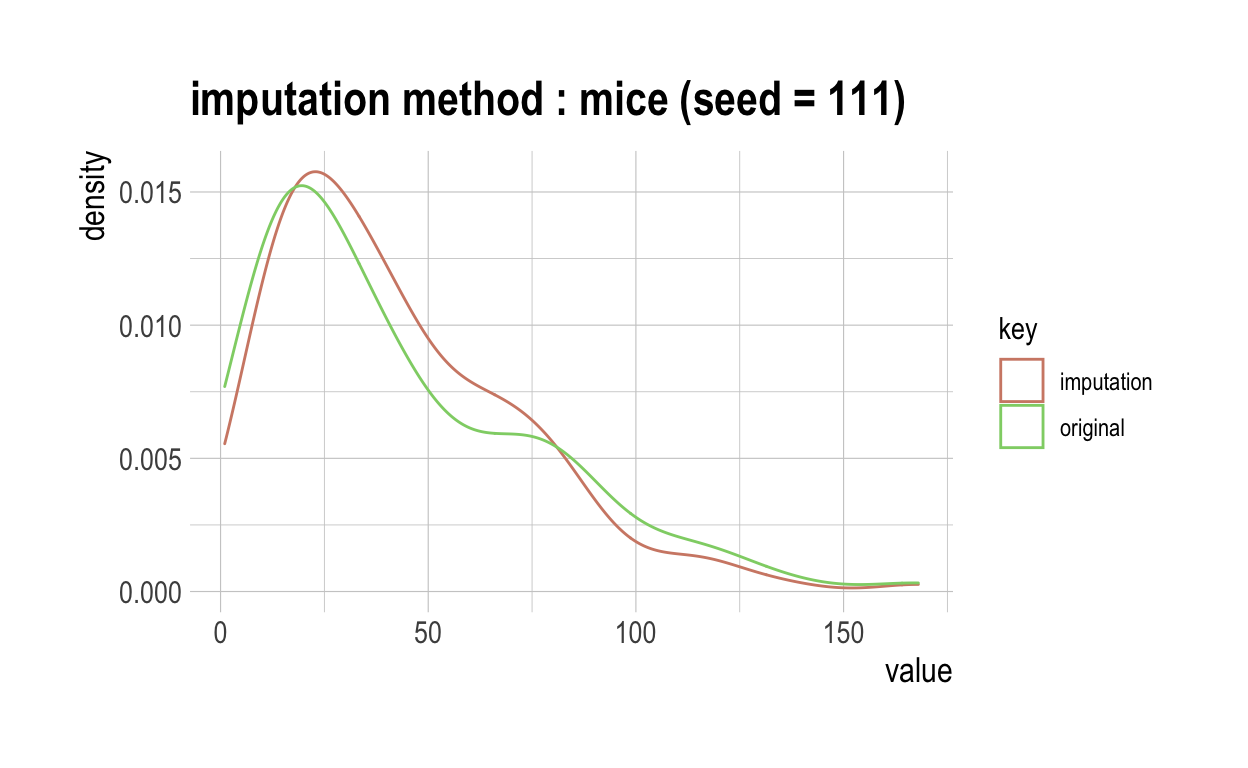 imputation method : mice (seed = 111)
density
0.015
0.010
0.005
0.000
0 50 100 150
value
key
imputation
original